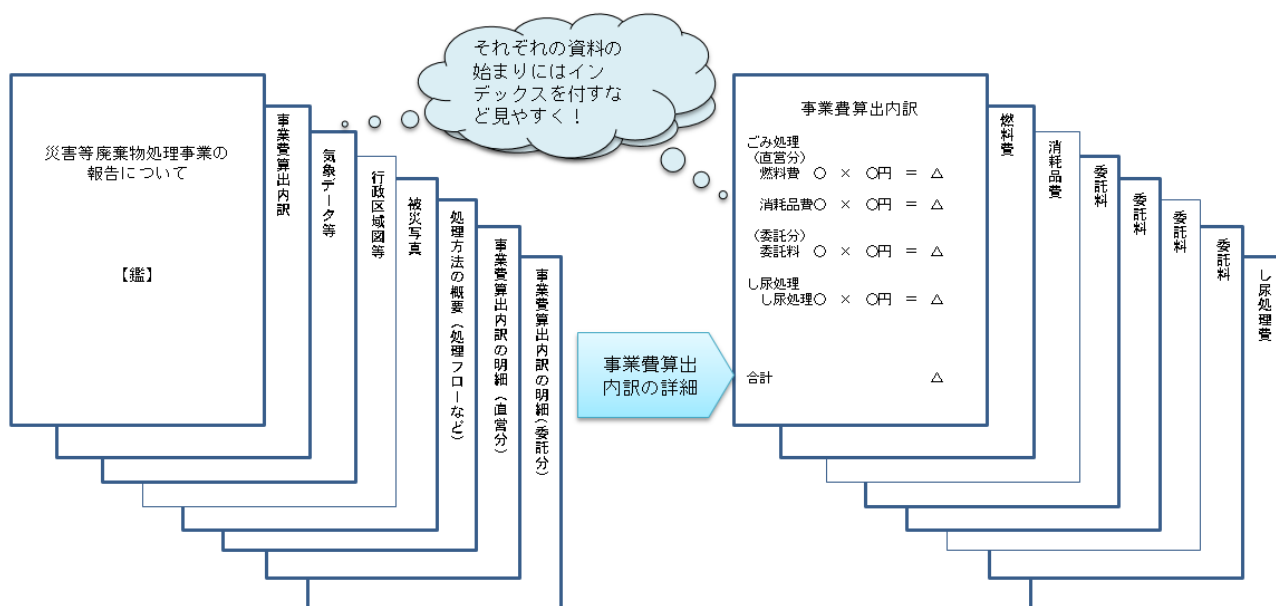 それぞれの資料の
始まりにはイン
デックスを付すな
ど見やすく！
災害等廃棄物処理事業の
報告について
【鑑】
事業費算出内訳
気象データ等
行政区域図等
被災写真
処理方法の概要（処理フローなど）
事業費算出内訳の明細（直営分）
事業費算出内訳の明細（委託分）
事業費算出
内訳の詳細
事業費算出内訳
ごみ処理
（直営分）
燃料費　○　×　○円　＝　△
消耗品費○　×　○円　＝　△
（委託分）
委託料　○　×　○円　＝　△
し尿処理
し尿処理○　×　○円　＝　△
合計　△
燃料費
消耗品費
委託料
委託料
委託料
委託料
し尿処理費